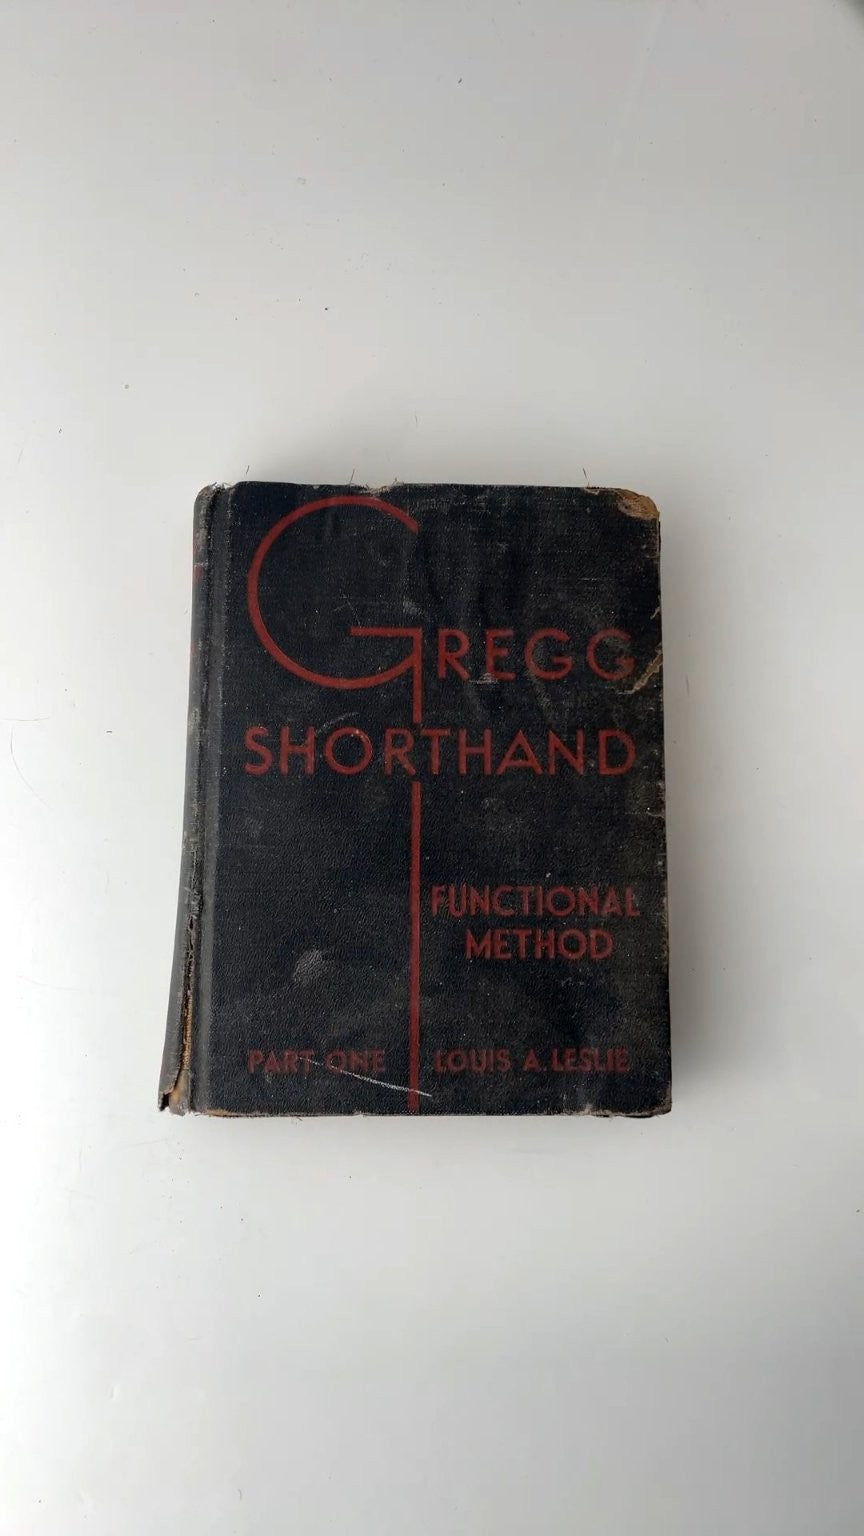 GREGG
SHORTHAND
FUNCTIONAL
METHOD
PART ONE
LOUIS A. LESLIE